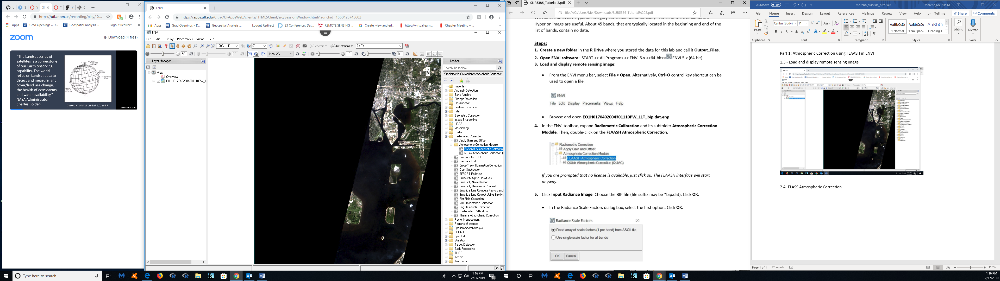 https://ufl.zoom.us/recording/play/-X...
Apps Grad Openings » D... Geospatial Analysis ... Logout Redirect »
zoom
Download (4 files)
“The Landsat series of
satellites is a cornerstone
of our Earth observing
capability. The world
relies on Landsat data to
detect and measure land
cover/land use change,
the health of ecosystems,
and water availability,”
NASA Administrator
Charles Bolden
Spacecraft orbit of Landsat 1, 2, and 3.
ENVI
https://apps.ufl.edu/Citrix/UFAppsWeb/clients/HTML5Client/src/SessionWindow.html?launchid=1550425745602
Apps Grad Openings » D... Geospatial Analysis ... Logout Redirect 23 Conferences Dat... REMOTE SENSING ... Create, view and ed... https://virtuallearn... Chapter Meeting – ... »
ENVI
File Edit Display Placemarks Views Help
100% (1:1) 0° Vectors Annotations Go To
50 20 Linear 2% 10 0
Layer Manager
View
Overview
EO1H0170402004301110PW_L
N
Toolbox
Search the toolbox
/Radiometric Correction/Atmospheric Correction
Favorites
Anomaly Detection
Band Algebra
Change Detection
Classification
Feature Extraction
Filter
Geometric Correction
Image Sharpening
LiDAR
Mosaicking
Radar
Radiometric Correction
Apply Gain and Offset
Atmospheric Correction Module
FLAASH Atmospheric Correction
QUick Atmospheric Correction (
Calibrate AVHRR
Calibrate TIMS
Cross-Track Illumination Correction
Dark Subtraction
EFFORT Polishing
Emissivity Alpha Residuals
Emissivity Normalization
Emissivity Reference Channel
Empirical Line Compute Factors and
Empirical Line Correct Using Existing
Flat Field Correction
IAR Reflectance Correction
Log Residuals Correction
Radiometric Calibration
Thermal Atmospheric Correction
Raster Management
Regions of Interest
Spatiotemporal Analysis
SPEAR
Spectral
Statistics
Target Detection
Task Processing
THOR
Terrain
Transform
SUR5386_Tutorial 3.pdf
file:///C:/Users/Mel/Downloads/SUR5386_Tutorial%203.pdf
Hyperion image are useful. About 45 bands, that are typically located in the beginning and end of the
list of bands, contain no data.
Steps:
1. Create a new folder in the R Drive where you stored the data for this lab and call it Output_Files.
2. Open ENVI software: START >> All Programs >> ENVI 5.x >>64-bit>> ENVI 5.x (64-bit)
3. Load and display remote sensing image:
• From the ENVI menu bar, select File > Open. Alternatively, Ctrl+O control key shortcut can be
used to open a file.
ENVI
File Edit Display Placemarks Views Help
• Browse and open EO1H0170402004301110PW_L1T_bip.dat.enp
4. In the ENVI toolbox, expand Radiometric Calibration and its subfolder Atmospheric Correction
Module. Then, double-click on the FLAASH Atmospheric Correction.
Radiometric Correction
Apply Gain and Offset
Atmospheric Correction Module
FLAASH Atmospheric Correction
QUick Atmospheric Correction (QUAC)
If you are prompted that no license is available, just click ok. The FLAASH interface will start
anyway.
5. Click Input Radiance Image. Choose the BIP file (file suffix may be *bip.dat). Click OK.
• In the Radiance Scale Factors dialog box, select the first option. Click OK.
Radiance Scale Factors
Read array of scale factors (1 per band) from ASCII file
Use single scale factor for all bands
OK Cancel
AutoSave Off moreno_sur5386_tutorial3 Moreno,Melissa M
File Home Insert Design Layout References Mailings Review View Help Tell me Share Comments
Paste Calibri (Body) 11 AaBbCcDc AaBbCcDc AaBbCc Editing Dictate
¶ Normal ¶ No Spac... Heading 1
Clipboard Font Paragraph Styles Voice
Part 1: Atmospheric Correction using FLAASH in ENVI
1.3 - Load and display remote sensing image
2.4- FLASS Atmospheric Correction
Page 1 of 1 28 words 115%
Type here to search
1:16 PM
2/17/2019
1:16 PM
2/17/2019